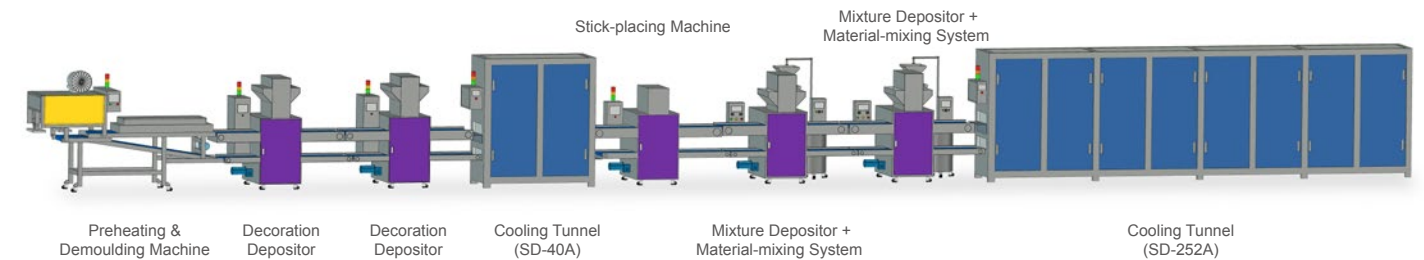 Stick-placing Machine
Mixture Depositor +
Material-mixing System
Preheating &
Demoulding Machine
Decoration
Depositor
Decoration
Depositor
Cooling Tunnel
(SD-40A)
Mixture Depositor +
Material-mixing System
Cooling Tunnel
(SD-252A)